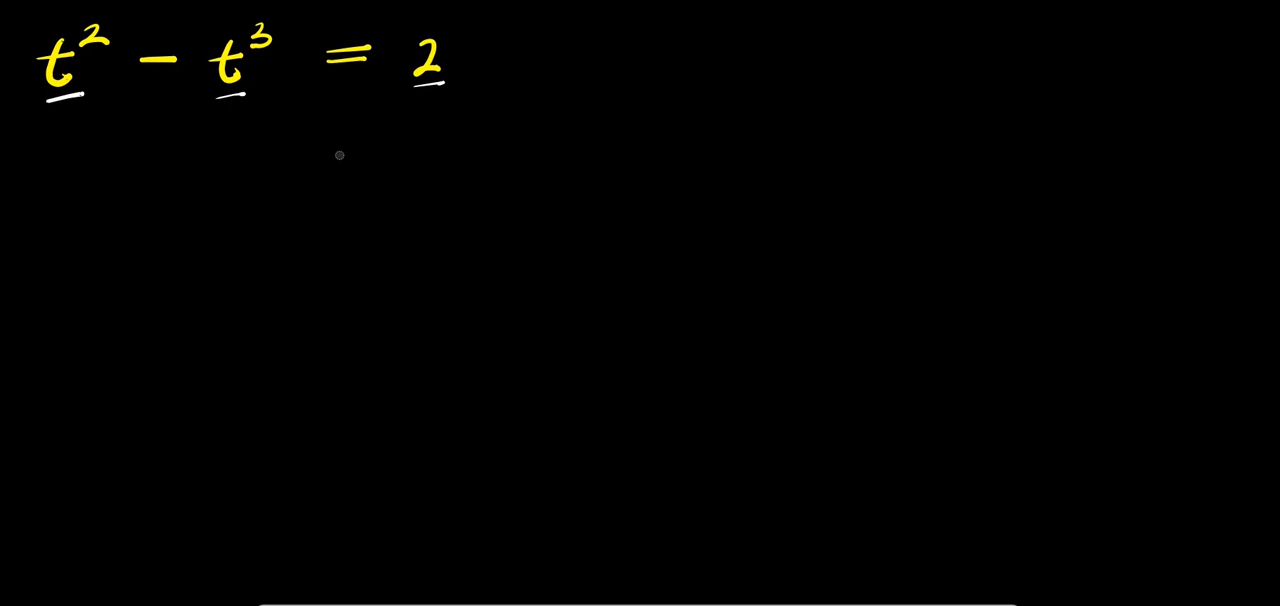 t² - t³ = 2